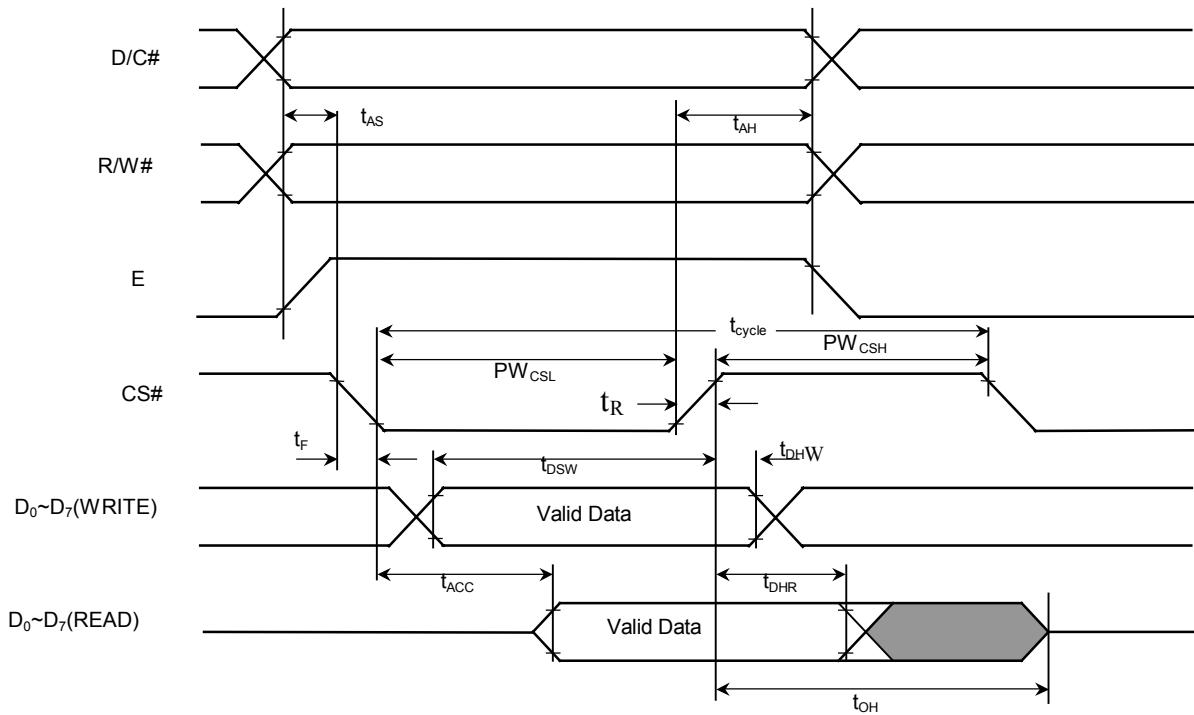 D/C#
tAS
tAH
R/W#
E
tcycle
PWCSL
PWCSH
CS#
tR
tF
tDSW
tDHW
D0~D7(WRITE)
Valid Data
tACC
tDHR
D0~D7(READ)
Valid Data
tOH